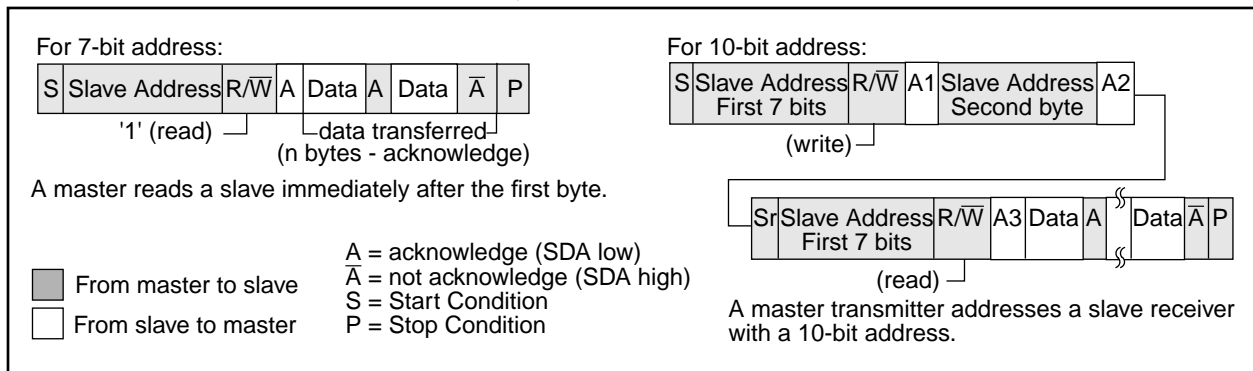 For 7-bit address:
S Slave Address R/W̅ A Data A Data A̅ P
'1' (read)
data transferred
(n bytes - acknowledge)
A master reads a slave immediately after the first byte.
From master to slave
From slave to master
A = acknowledge (SDA low)
A̅ = not acknowledge (SDA high)
S = Start Condition
P = Stop Condition
For 10-bit address:
S Slave Address First 7 bits R/W̅ A1 Slave Address Second byte A2
(write)
Sr Slave Address First 7 bits R/W̅ A3 Data A Data A̅ P
(read)
A master transmitter addresses a slave receiver
with a 10-bit address.